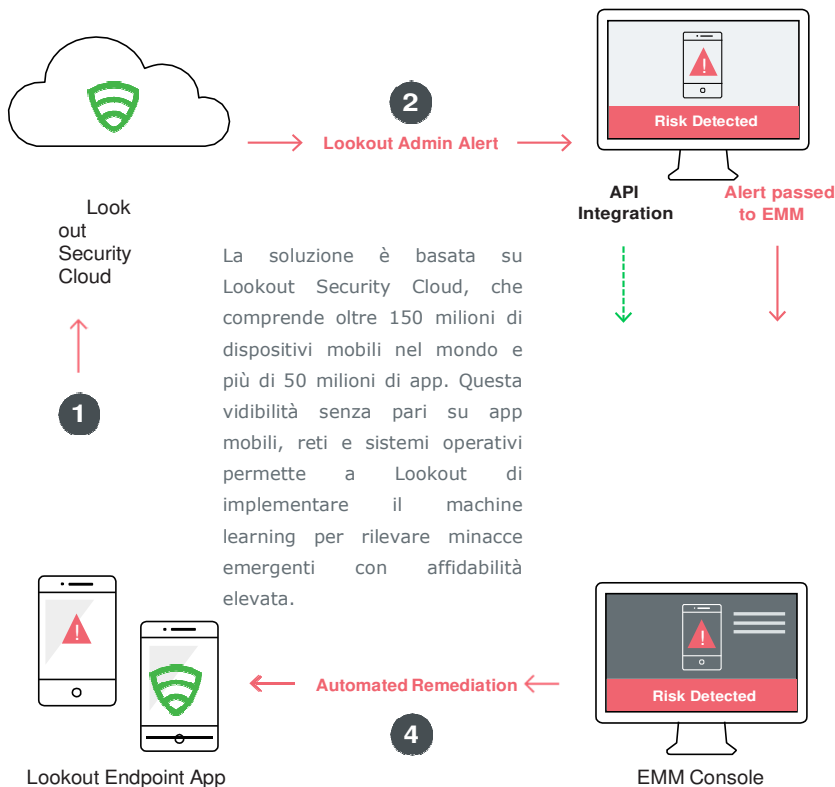 2
Risk Detected
Lookout Admin Alert
API
Integration
Alert passed
to EMM
Look
out
Security
Cloud
1
La soluzione è basata su
Lookout Security Cloud, che
comprende oltre 150 milioni di
dispositivi mobili nel mondo e
più di 50 milioni di app. Questa
vidibilità senza pari su app
mobili, reti e sistemi operativi
permette a Lookout di
implementare il machine
learning per rilevare minacce
emergenti con affidabilità
elevata.
Automated Remediation
4
Risk Detected
Lookout Endpoint App
EMM Console